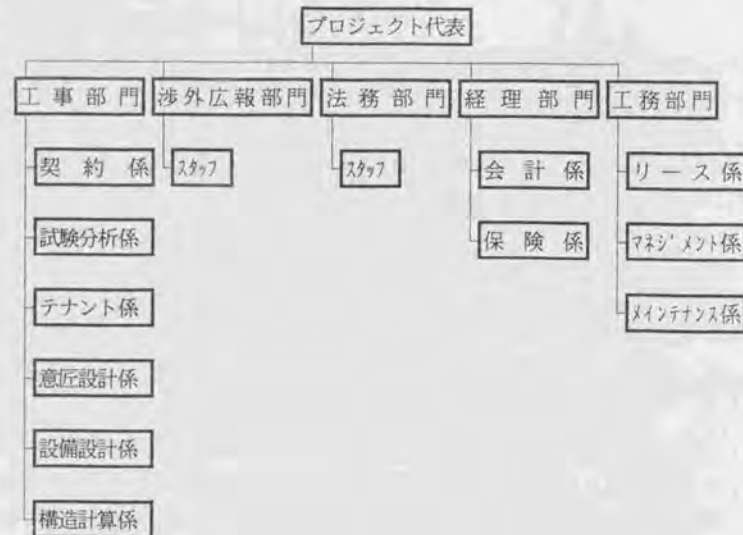 プロジェクト代表
工事部門
渉外広報部門
法務部門
経理部門
工務部門
契約係
スタッフ
スタッフ
会計係
リース係
試験分析係
保険係
マネジメント係
テナント係
メインテナンス係
意匠設計係
設備設計係
構造計算係